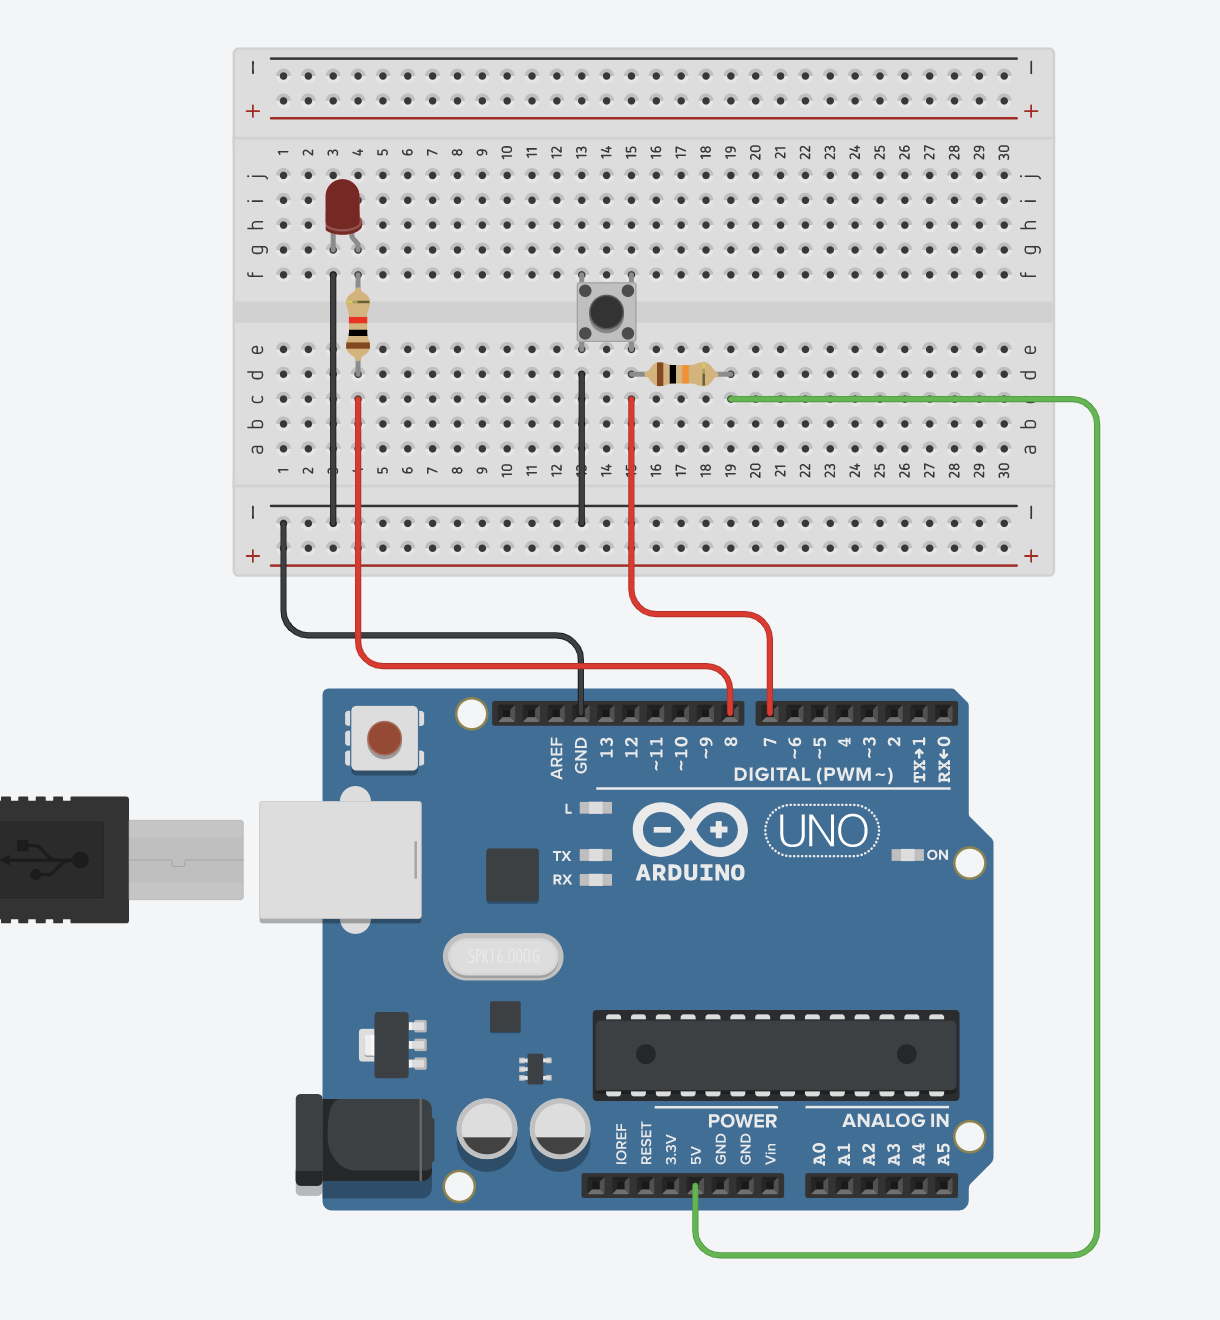 − −
+ +
1 2 3 4 5 6 7 8 9 10 11 12 13 14 15 16 17 18 19 20 21 22 23 24 25 26 27 28 29 30
j j
i i
h h
g g
f f
e e
d d
c c
b b
a a
1 2 3 4 5 6 7 8 9 10 11 12 13 14 15 16 17 18 19 20 21 22 23 24 25 26 27 28 29 30
− −
+ +
AREF GND 13 12 ~11 ~10 ~9 8 7 ~6 ~5 4 ~3 2 TX→1 RX←0
DIGITAL (PWM~)
L
UNO
TX ON
RX ARDUINO
SPK16.000G
POWER ANALOG IN
IOREF RESET 3.3V 5V GND GND Vin A0 A1 A2 A3 A4 A5